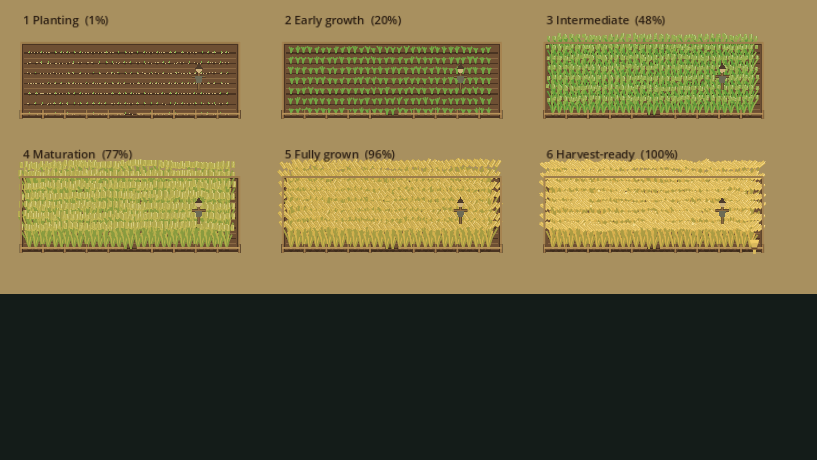 1 Planting (1%)
2 Early growth (20%)
3 Intermediate (48%)
4 Maturation (77%)
5 Fully grown (96%)
6 Harvest-ready (100%)